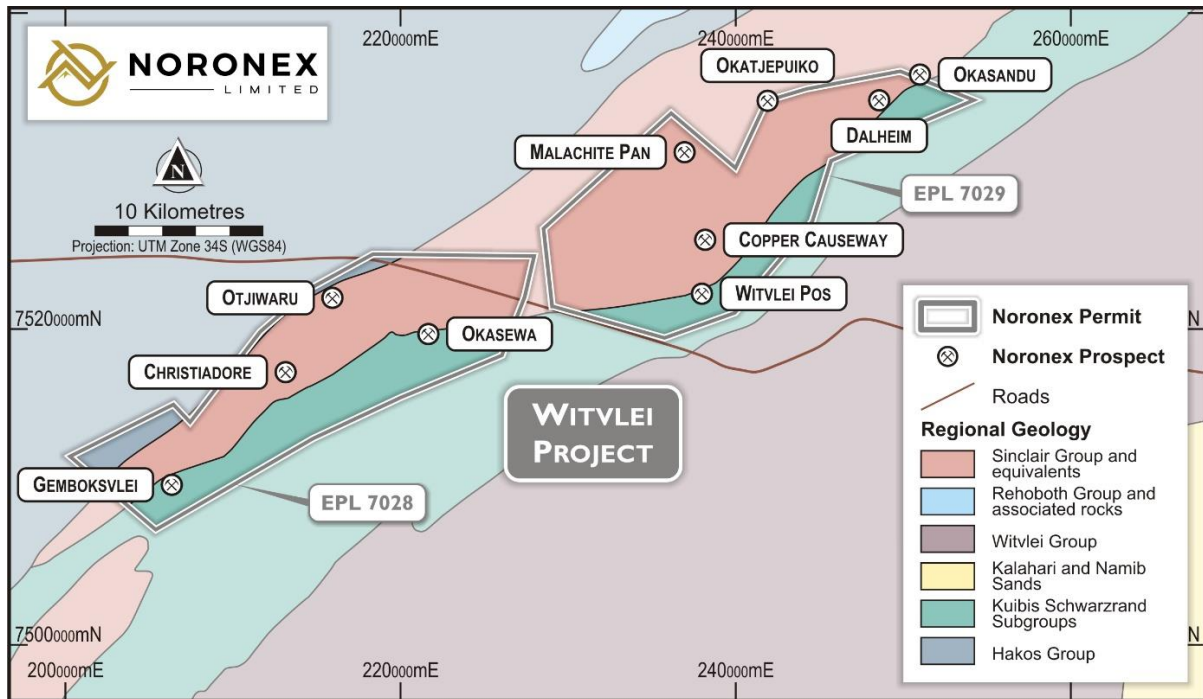 NORONEX
LIMITED
220000mE
240000mE
260000mE
OKATJEPUIKO
OKASANDU
MALACHITE PAN
DALHEIM
N
10 Kilometres
Projection: UTM Zone 34S (WGS84)
EPL 7029
COPPER CAUSEWAY
OTJIWARU
WITVLEI POS
7520000mN
N
OKASEWA
CHRISTIADORE
WITVLEI
PROJECT
GEMBOKSVLEI
EPL 7028
Noronex Permit
Noronex Prospect
Roads
Regional Geology
Sinclair Group and
equivalents
Rehoboth Group and
associated rocks
Witvlei Group
Kalahari and Namib
Sands
Kuibis Schwarzrand
Subgroups
Hakos Group
7500000mN
N
200000mE
220000mE
240000mE